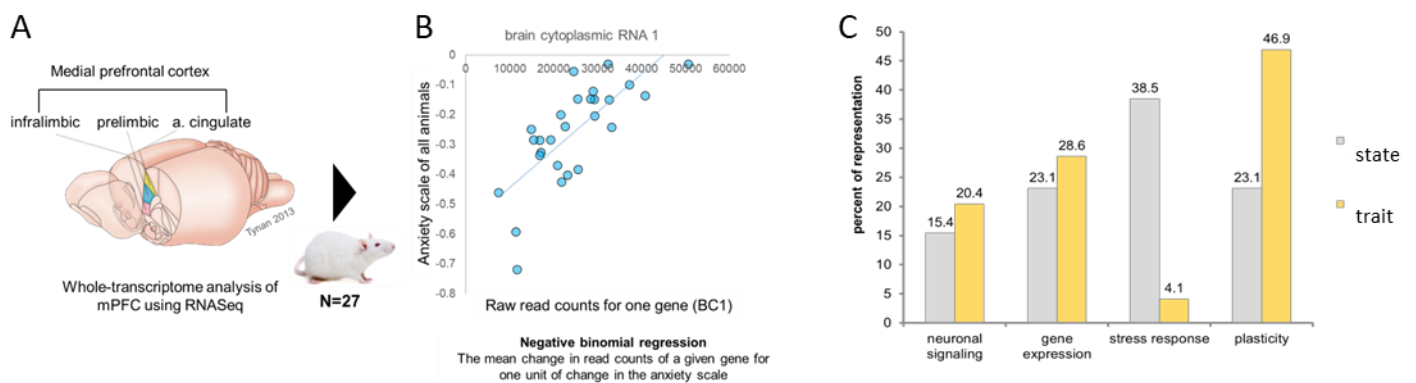 A
Medial prefrontal cortex
infralimbic prelimbic a. cingulate
Tynan 2013
Whole-transcriptome analysis of
mPFC using RNASeq
N=27
B
brain cytoplasmic RNA 1
0 10000 20000 30000 40000 50000 60000
0
-0.1
-0.2
-0.3
-0.4
-0.5
-0.6
-0.7
-0.8
Anxiety scale of all animals
Raw read counts for one gene (BC1)
Negative binomial regression
The mean change in read counts of a given gene for
one unit of change in the anxiety scale
C
percent of representation
50
45
40
35
30
25
20
15
10
5
0
15.4 20.4 23.1 28.6 38.5 4.1 23.1 46.9
neuronal
signaling
gene
expression
stress response
plasticity
state
trait